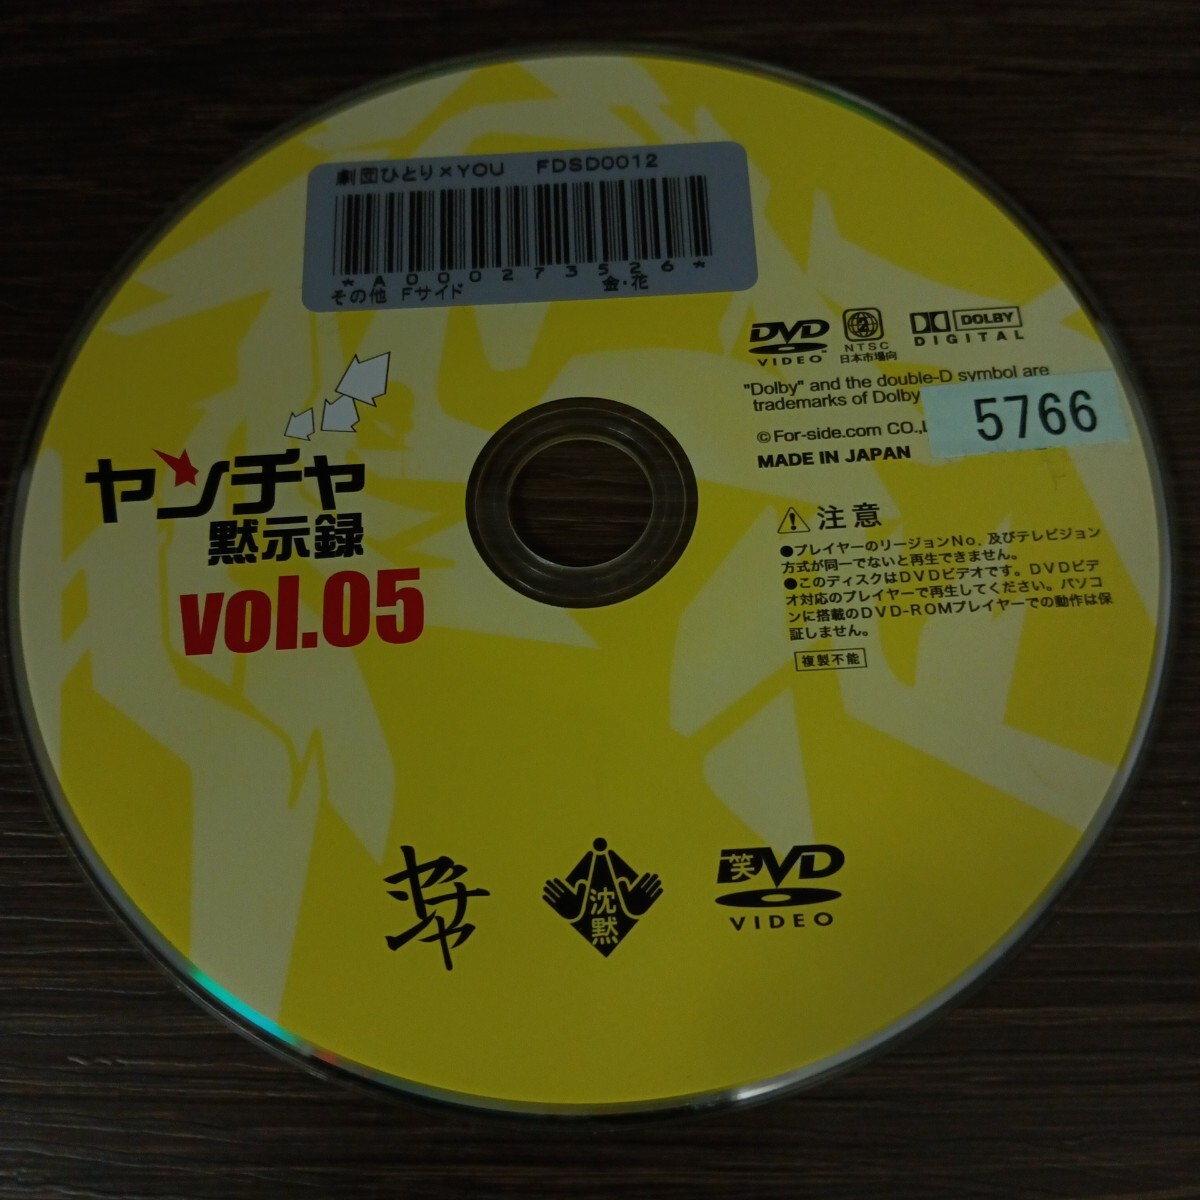 劇団ひとり×YOU FDSD0012
*A000273526*
その他 Fサイド 金・花
DVD
VIDEO
NTSC
日本市場向
DOLBY
DIGITAL
"Dolby" and the double-D symbol are
trademarks of Dolby
©For-side.com CO.,
5766
MADE IN JAPAN
ヤンチャ
黙示録
vol.05
注意
●プレイヤーのリージョンNo.及びテレビジョン
方式が同一でないと再生できません。
●このディスクはDVDビデオです。DVDビデ
オ対応のプレイヤーで再生してください。パソコ
ンに搭載のDVD-ROMプレイヤーでの動作は保
証しません。
複製不能
ヤンチャ
沈黙
笑DVD
VIDEO